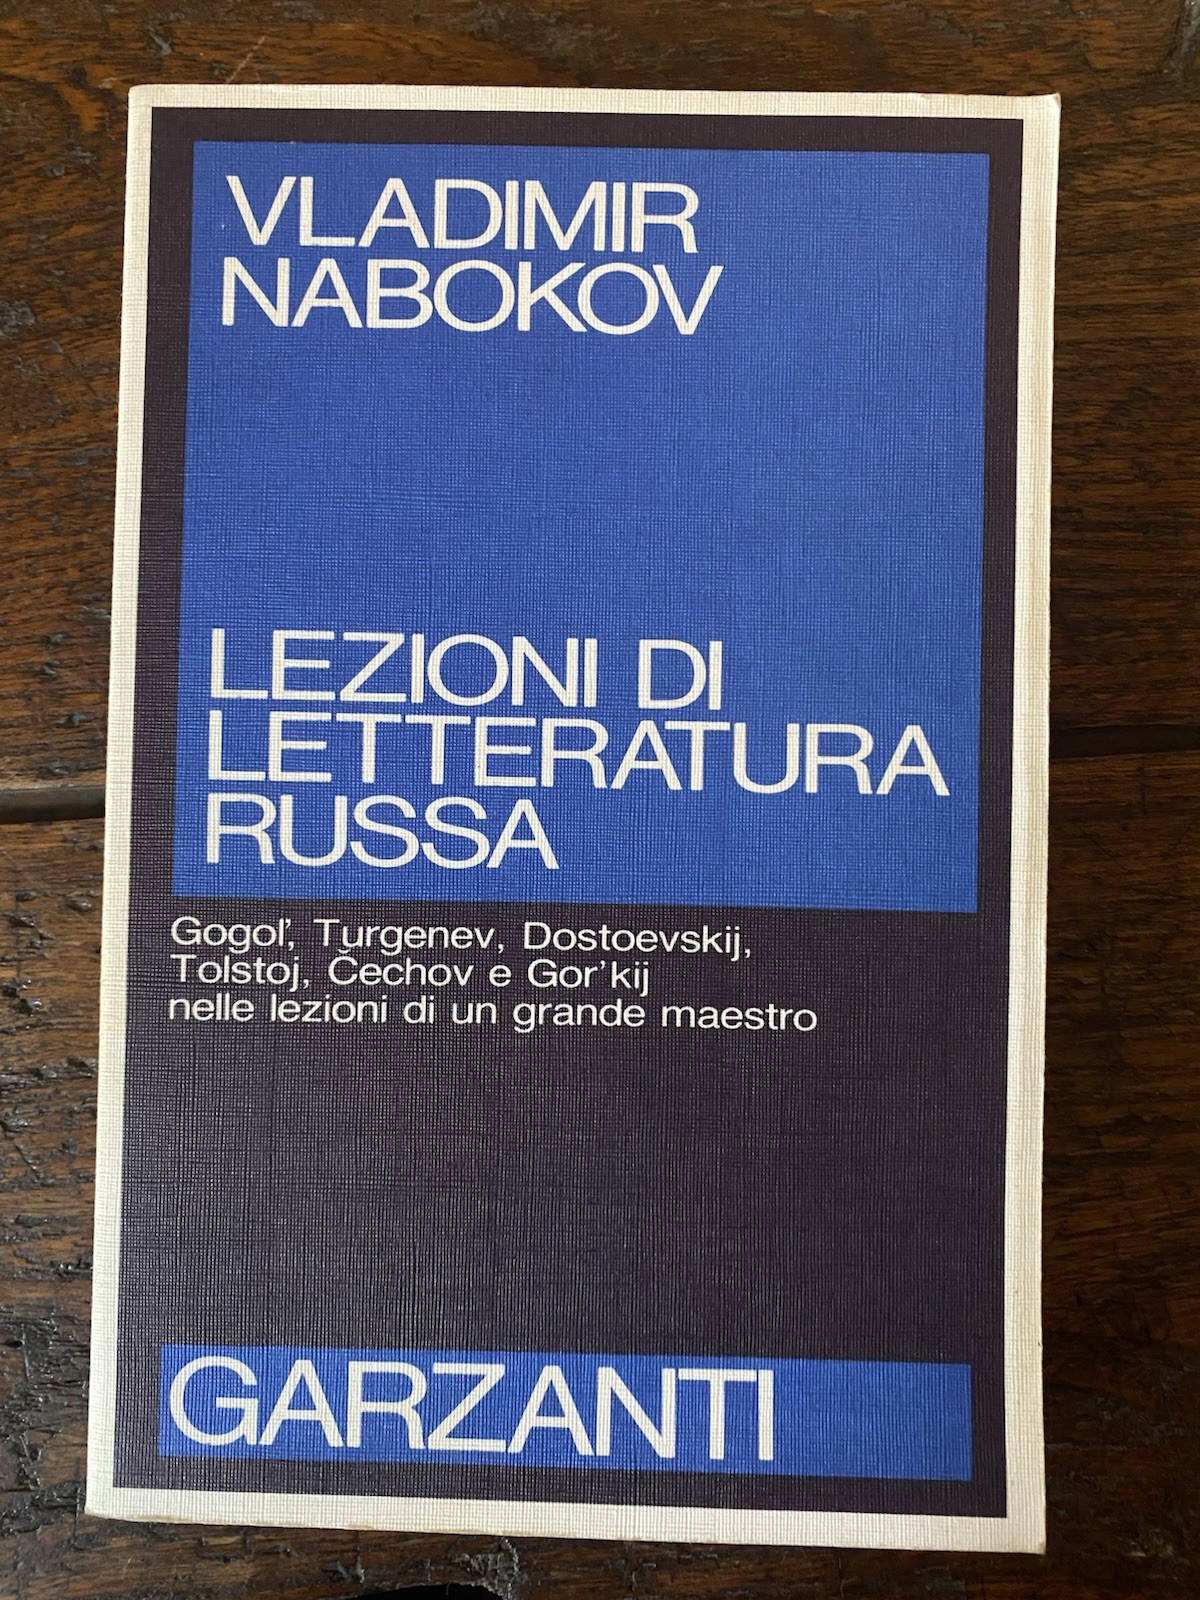 VLADIMIR
NABOKOV
LEZIONI DI
LETTERATURA
RUSSA
Gogol', Turgenev, Dostoevskij,
Tolstoj, Čechov e Gor'kij
nelle lezioni di un grande maestro
GARZANTI